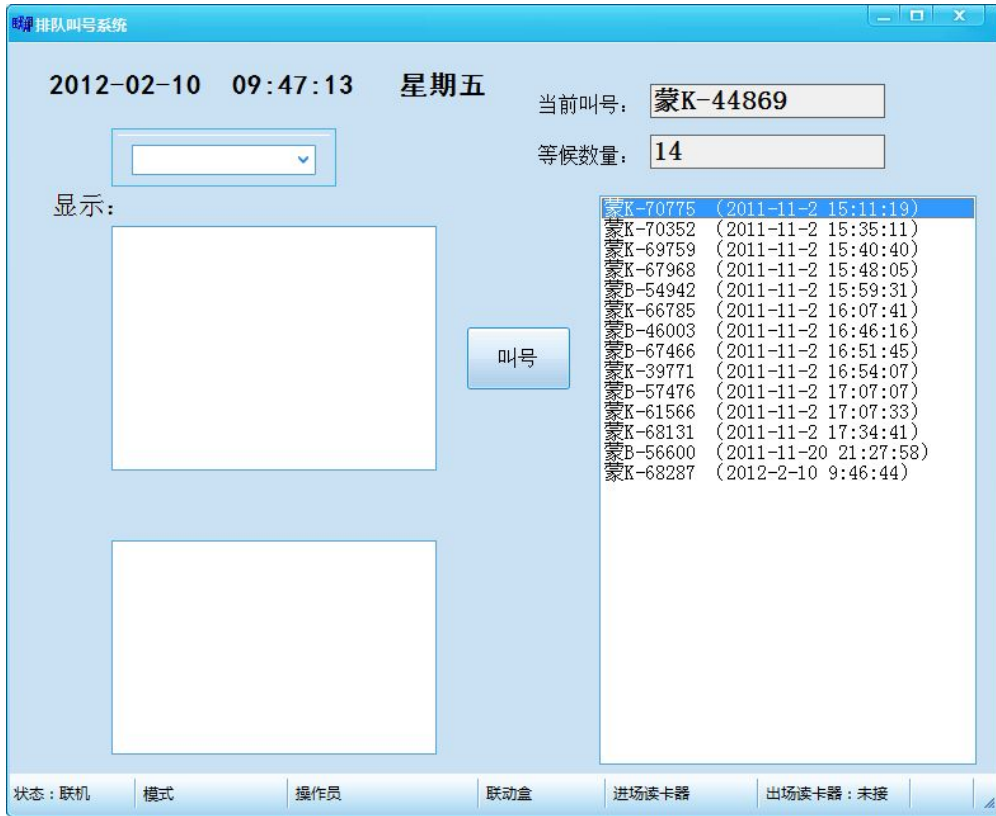 联单排队叫号系统
2012-02-10 09:47:13 星期五
当前叫号: 蒙K-44869
等候数量: 14
显示:
叫号
蒙K-70775 (2011-11-2 15:11:19)
蒙K-70352 (2011-11-2 15:35:11)
蒙K-69759 (2011-11-2 15:40:40)
蒙K-67968 (2011-11-2 15:48:05)
蒙B-54942 (2011-11-2 15:59:31)
蒙K-66785 (2011-11-2 16:07:41)
蒙B-46003 (2011-11-2 16:46:16)
蒙B-67466 (2011-11-2 16:51:45)
蒙K-39771 (2011-11-2 16:54:07)
蒙B-57476 (2011-11-2 17:07:07)
蒙K-61566 (2011-11-2 17:07:33)
蒙K-68131 (2011-11-2 17:34:41)
蒙B-56600 (2011-11-20 21:27:58)
蒙K-68287 (2012-2-10 9:46:44)
状态:联机 模式 操作员 联动盒 进场读卡器 出场读卡器:未接